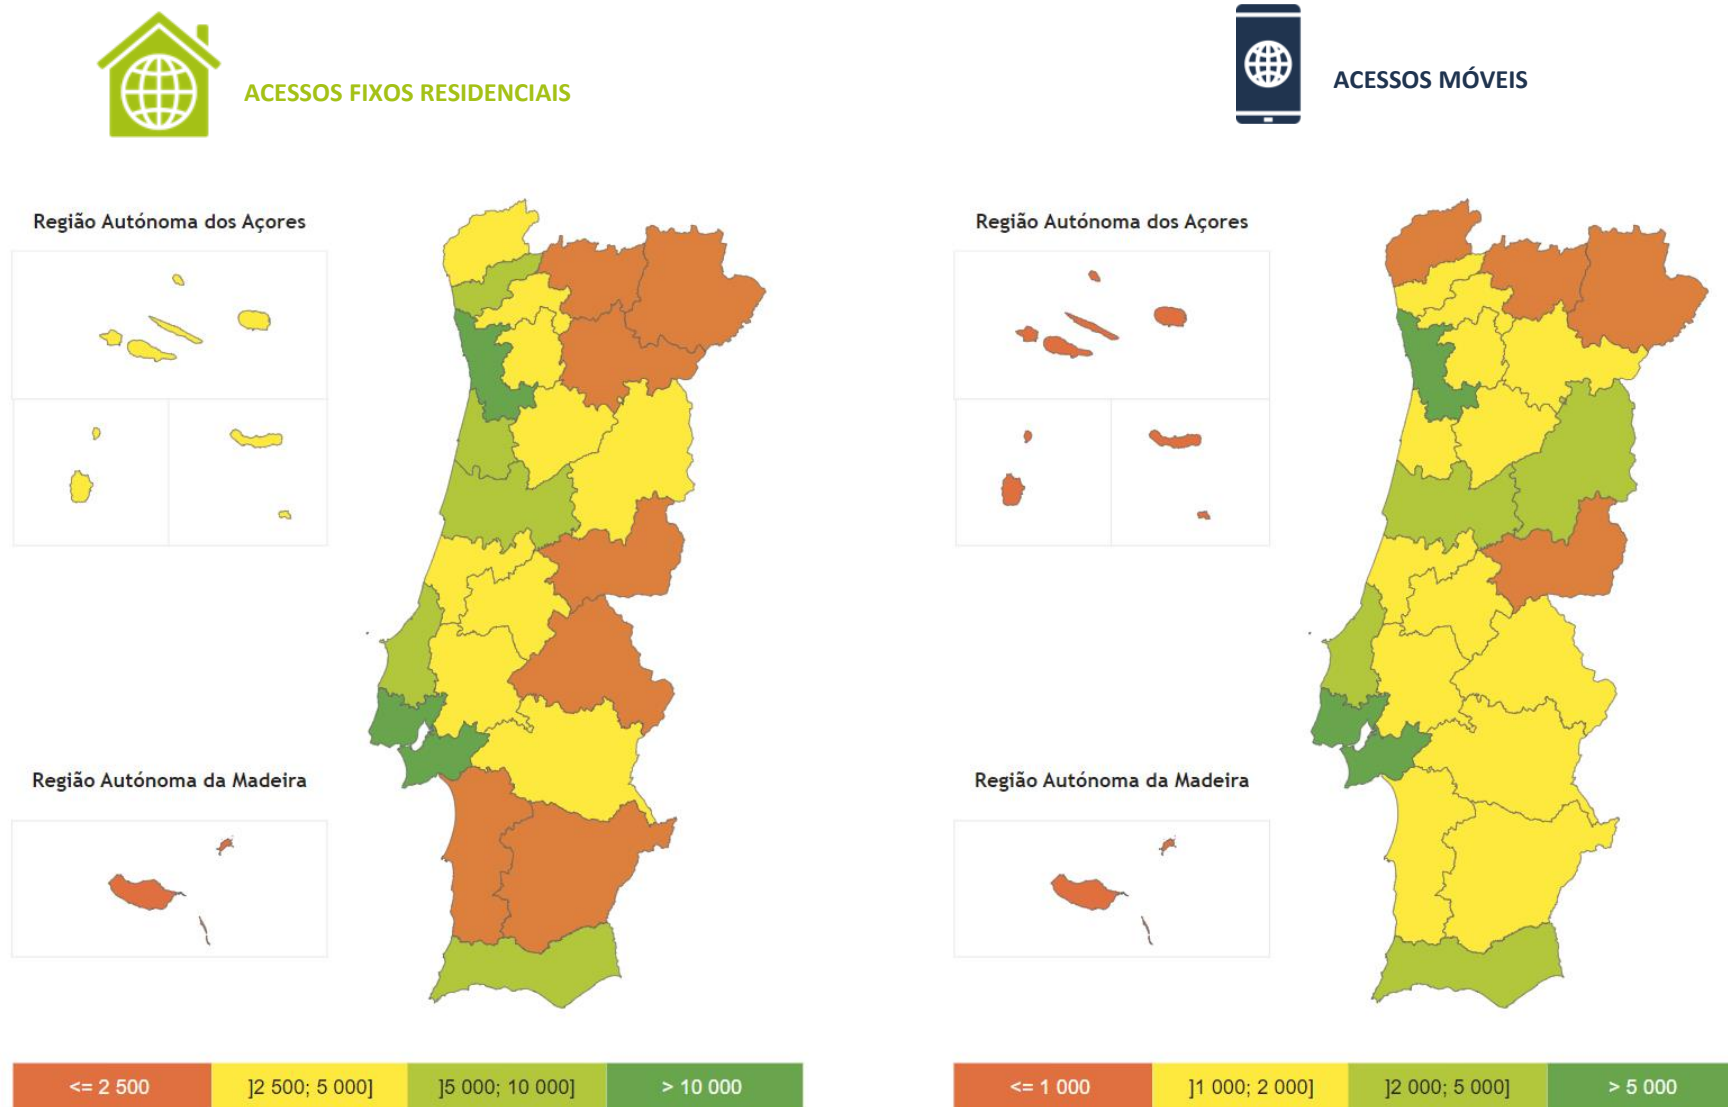 ACESSOS FIXOS RESIDENCIAIS
ACESSOS MÓVEIS
Região Autónoma dos Açores
Região Autónoma da Madeira
<= 2 500
]2 500; 5 000]
]5 000; 10 000]
> 10 000
Região Autónoma dos Açores
Região Autónoma da Madeira
<= 1 000
]1 000; 2 000]
]2 000; 5 000]
> 5 000